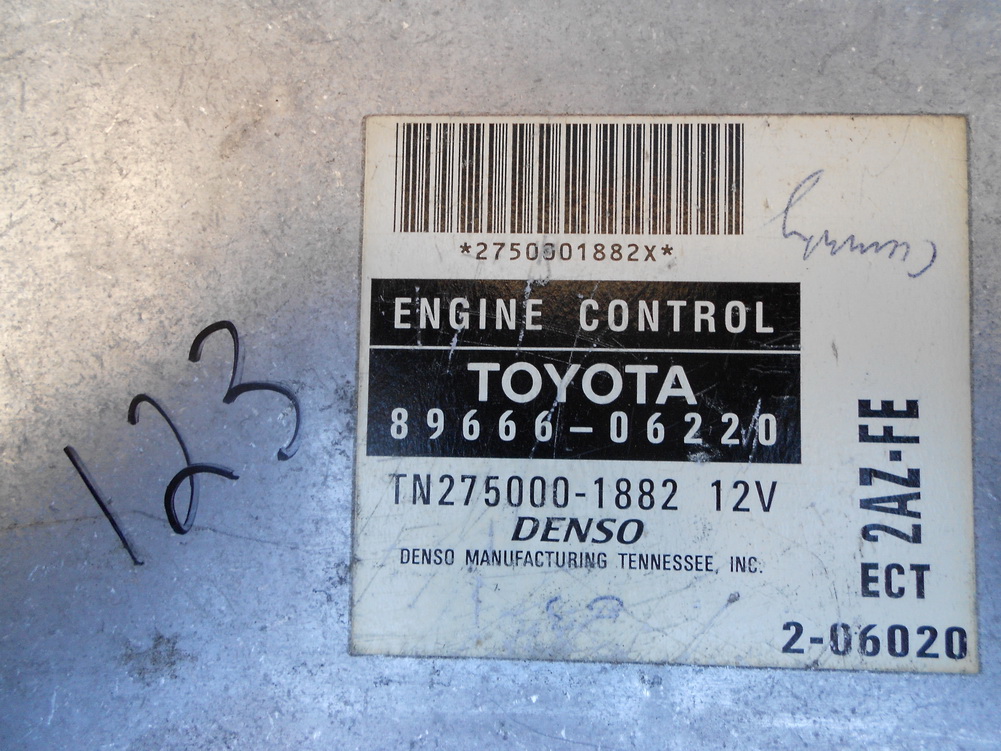 *2750001882X*
ENGINE CONTROL
TOYOTA
89666-06220
TN275000-1882 12V
DENSO
DENSO MANUFACTURING TENNESSEE, INC.
2AZ-FE
ECT
2-06020
123